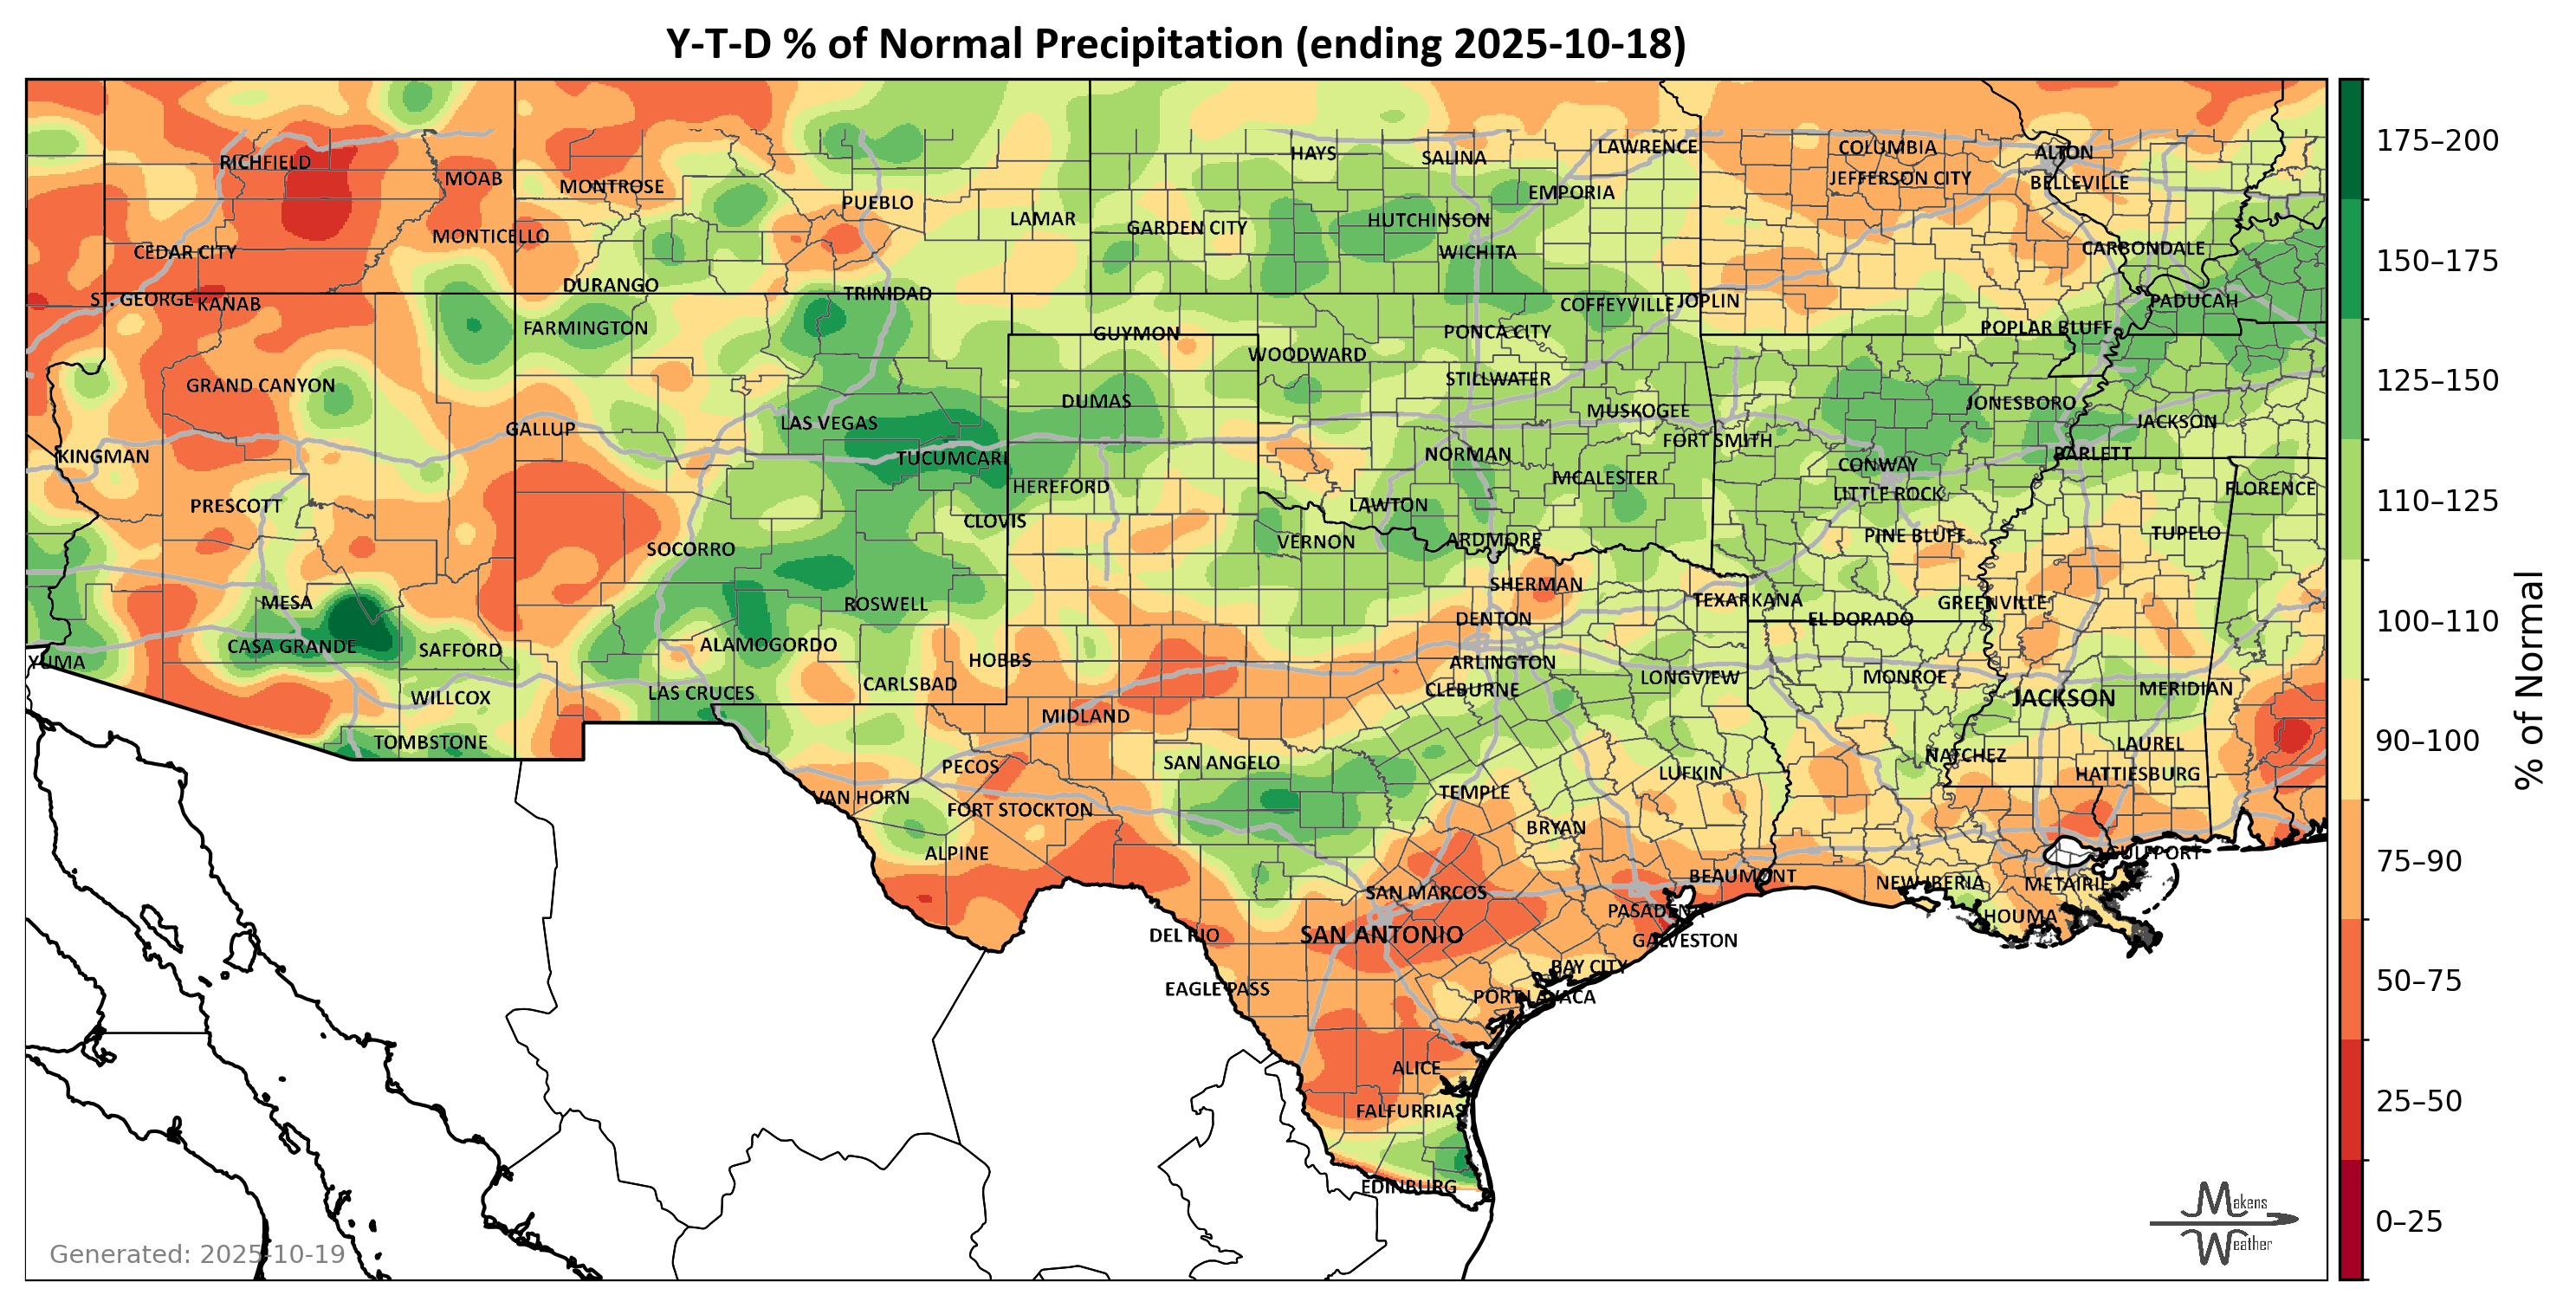 Y-T-D % of Normal Precipitation (ending 2025-10-18)
HAYS
SALINA
LAWRENCE
COLUMBIA
ALTON
RICHFIELD
MOAB
MONTROSE
JEFFERSON CITY
BELLEVILLE
PUEBLO
EMPORIA
LAMAR
GARDEN CITY
HUTCHINSON
MONTICELLO
CEDAR CITY
WICHITA
CARBONDALE
DURANGO
TRINIDAD
ST. GEORGE
KANAB
COFFEYVILLE
JOPLIN
PADUCAH
FARMINGTON
GUYMON
PONCA CITY
POPLAR BLUFF
WOODWARD
GRAND CANYON
STILLWATER
DUMAS
JONESBORO
LAS VEGAS
MUSKOGEE
JACKSON
GALLUP
FORT SMITH
KINGMAN
TUCUMCARI
NORMAN
BARLETT
CONWAY
HEREFORD
MCALESTER
LITTLE ROCK
FLORENCE
PRESCOTT
LAWTON
CLOVIS
VERNON
ARDMORE
PINE BLUFF
TUPELO
SOCORRO
SHERMAN
MESA
ROSWELL
TEXARKANA
GREENVILLE
DENTON
EL DORADO
CASA GRANDE
SAFFORD
ALAMOGORDO
YUMA
HOBBS
ARLINGTON
LONGVIEW
MONROE
CARLSBAD
CLEBURNE
WILLCOX
LAS CRUCES
JACKSON
MERIDIAN
MIDLAND
TOMBSTONE
LAUREL
PECOS
SAN ANGELO
NATCHEZ
LUFKIN
HATTIESBURG
VAN HORN
TEMPLE
FORT STOCKTON
BRYAN
ALPINE
GULFPORT
BEAUMONT
NEW IBERIA
METAIRIE
SAN MARCOS
PASADENA
HOUMA
DEL RIO
SAN ANTONIO
GALVESTON
BAY CITY
EAGLE PASS
PORT LAVACA
ALICE
FALFURRIAS
EDINBURG
Generated: 2025-10-19
Makens
Weather
175–200
150–175
125–150
110–125
100–110
90–100
75–90
50–75
25–50
0–25
% of Normal